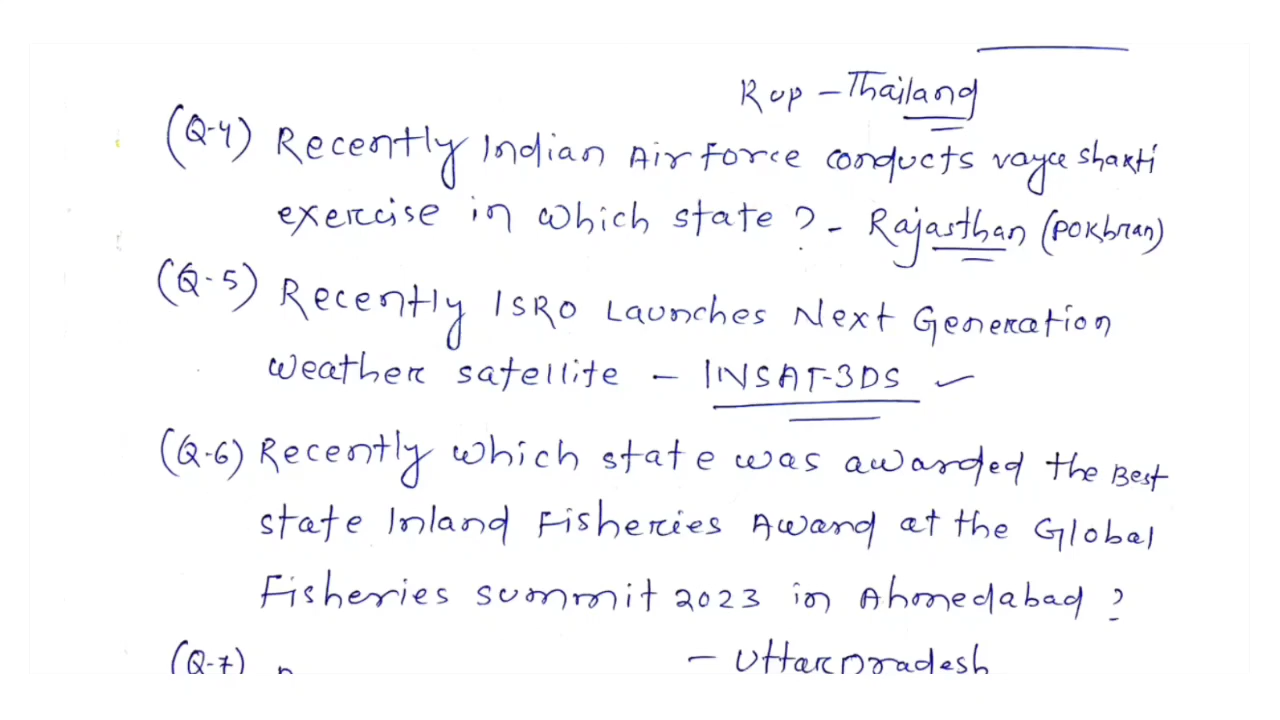 Rup - Thailand
(Q-4) Recently Indian Air Force conducts vayu shakti
exercise in which state ? - Rajasthan (Pokhran)
(Q-5) Recently ISRO Launches Next Generation
weather satellite - INSAT-3DS
(Q-6) Recently which state was awarded the Best
state Inland Fisheries Award at the Global
Fisheries summit 2023 in Ahmedabad ?
- Uttarpradesh
(Q-7)